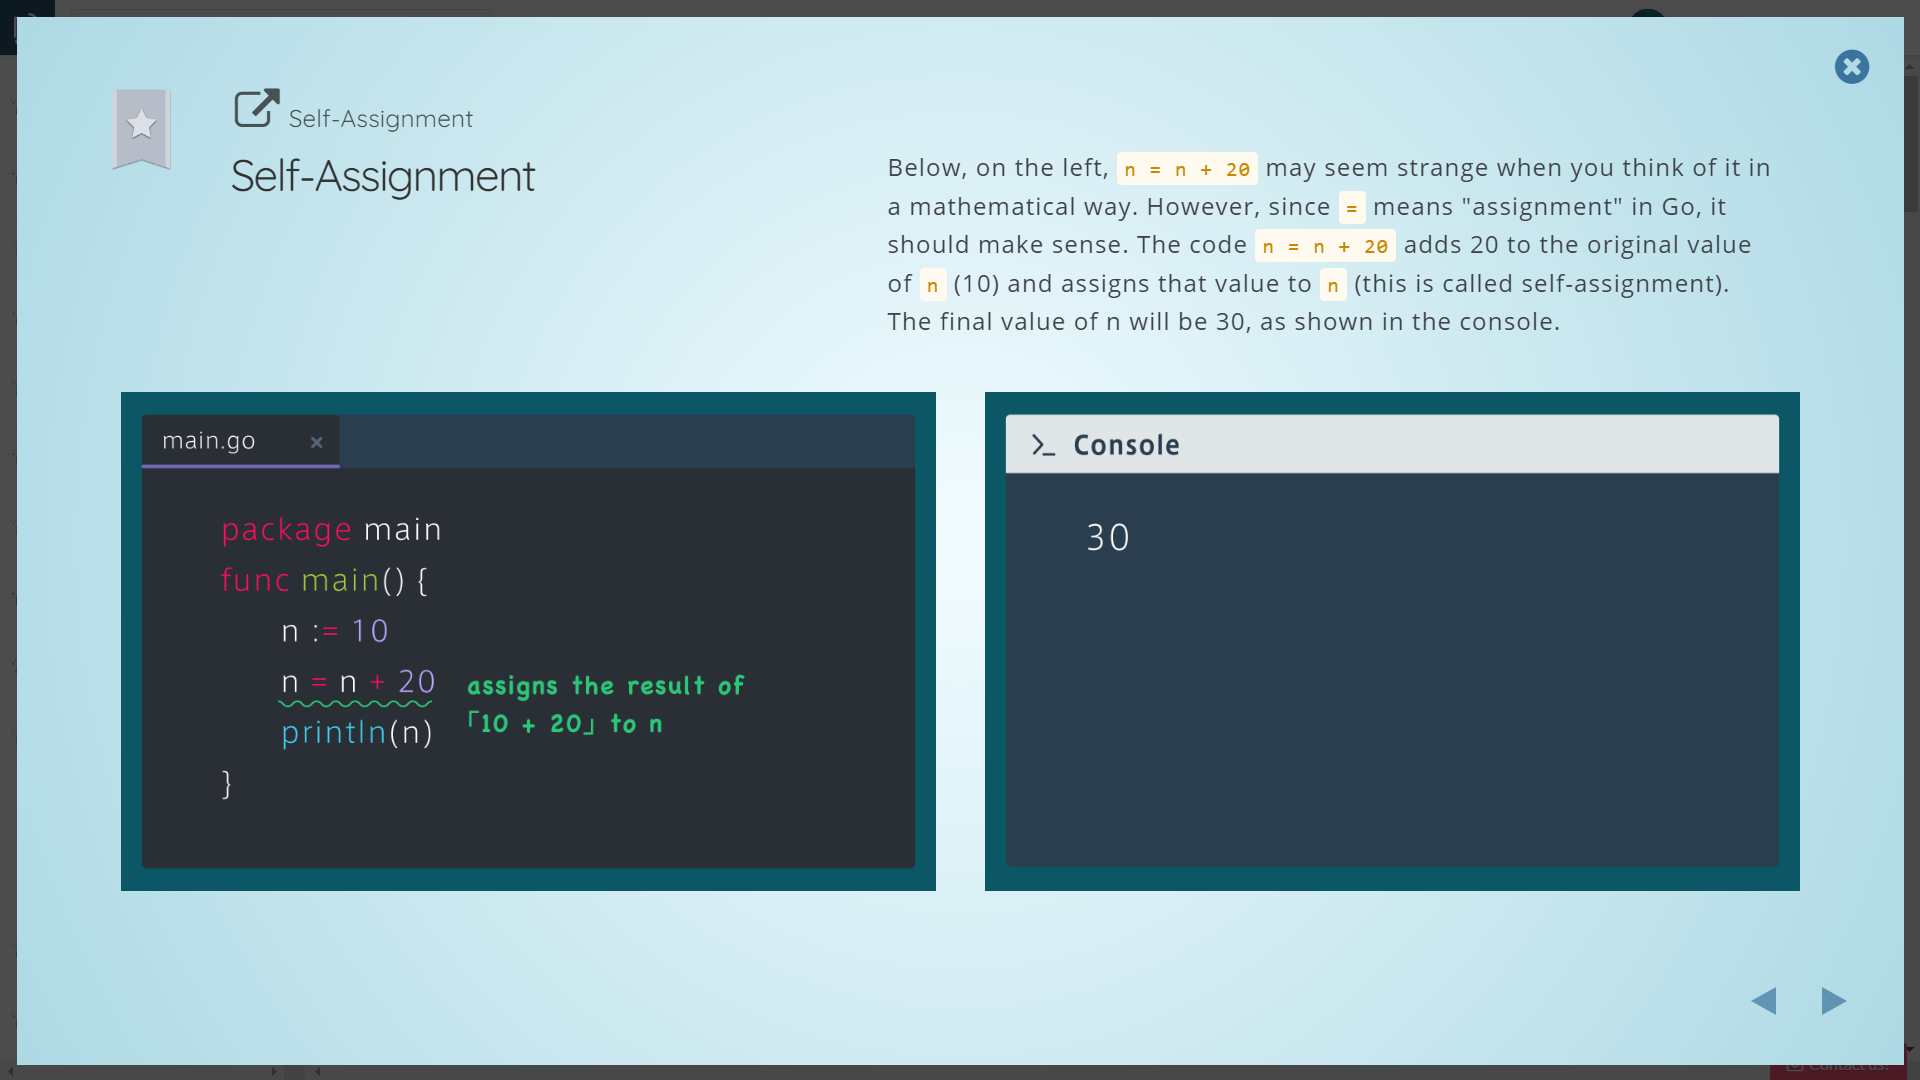 Self-Assignment
Self-Assignment
Below, on the left, n = n + 20 may seem strange when you think of it in
a mathematical way. However, since = means "assignment" in Go, it
should make sense. The code n = n + 20 adds 20 to the original value
of n (10) and assigns that value to n (this is called self-assignment).
The final value of n will be 30, as shown in the console.
main.go ×
package main
func main() {
n := 10
n = n + 20
println(n)
}
assigns the result of
「10 + 20」 to n
>_ Console
30
Contact us!